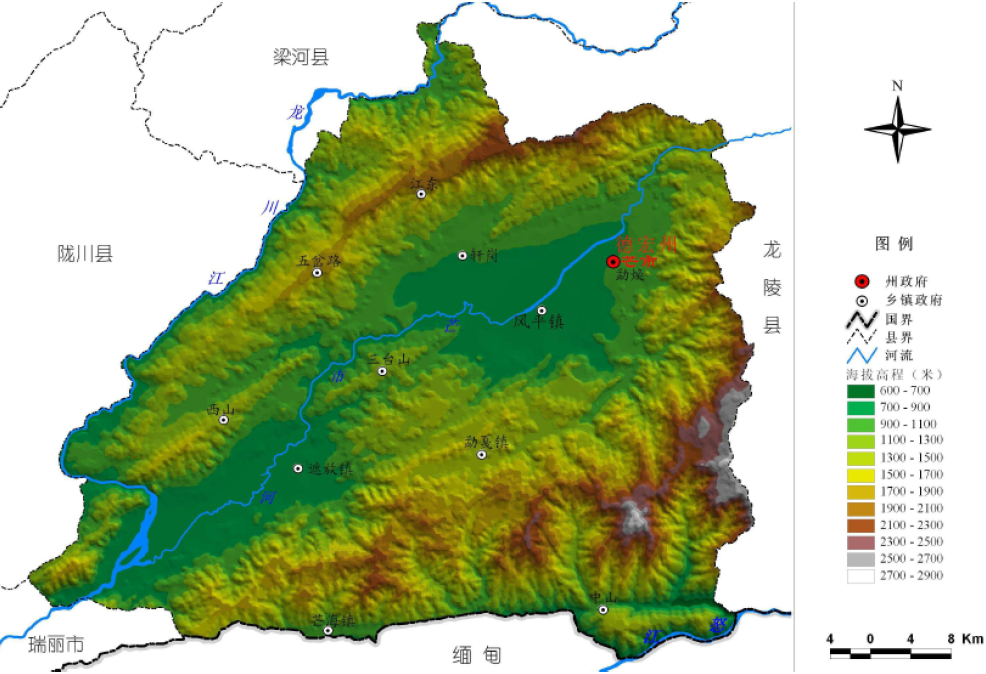 梁河县
N
龙
江东
川
德宏州
陇川县
龙陵县
图例
轩岗
芒市
五岔路
勐焕
江
州政府
乡镇政府
风平镇
国界
芒
县界
三台山
河流
市
海拔高程（米）
600 - 700
西山
700 - 900
900 - 1100
勐戛镇
1100 - 1300
遮放镇
1300 - 1500
1500 - 1700
河
1700 - 1900
1900 - 2100
2100 - 2300
2300 - 2500
2500 - 2700
2700 - 2900
中山
芒海镇
怒
江
瑞丽市
缅甸
4 0 4 8 Km